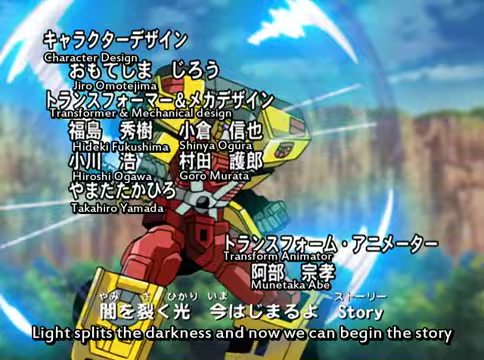 キャラクターデザイン
Character Design
おもてしま　じろう
Jiro Omotejima
トランスフォーマー＆メカデザイン
Transformer & Mechanical design
福島　秀樹　小倉　信也
Hideki Fukushima　Shinya Ogura
小川　浩　村田　護郎
Hiroshi Ogawa　Goro Murata
やまだたかひろ
Takahiro Yamada
トランスフォーム・アニメーター
Transform Animator
阿部　宗孝
Munetaka Abe
やみ　さ　ひかり　いま　ストーリー
闇を裂く光　今はじまるよ　Story
Light splits the darkness and now we can begin the story